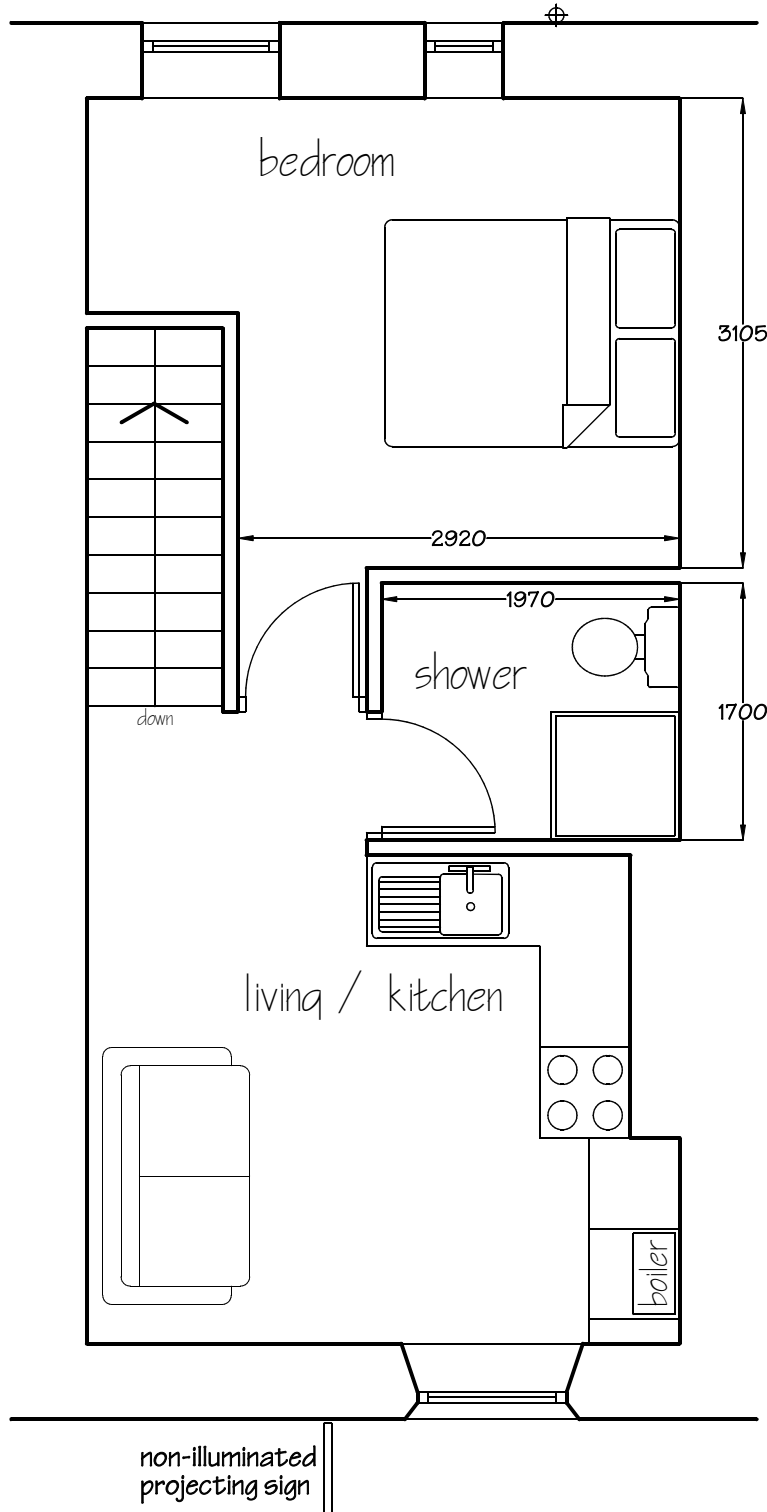 bedroom
3105
2920
1970
shower
1700
down
living / kitchen
boiler
non-illuminated
projecting sign